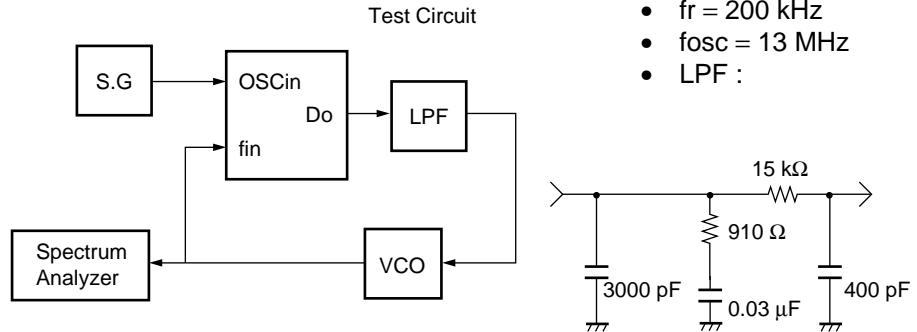 Test Circuit
S.G
OSCin
Do
fin
LPF
Spectrum
Analyzer
VCO
• fr = 200 kHz
• fosc = 13 MHz
• LPF :
15 kΩ
910 Ω
3000 pF
0.03 µF
400 pF